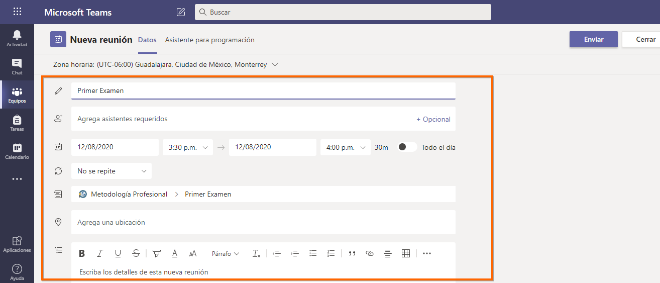 Microsoft Teams
Buscar
Actividad
Chat
Equipos
Tareas
Calendario
Aplicaciones
Ayuda
Nueva reunión Datos Asistente para programación Enviar Cerrar
Zona horaria: (UTC-06:00) Guadalajara, Ciudad de México, Monterrey
Primer Examen
Agrega asistentes requeridos + Opcional
12/08/2020 3:30 p.m. 12/08/2020 4:00 p.m. 30m Todo el día
No se repite
Metodología Profesional > Primer Examen
Agrega una ubicación
B I U S A AA Párrafo
Escriba los detalles de esta nueva reunión